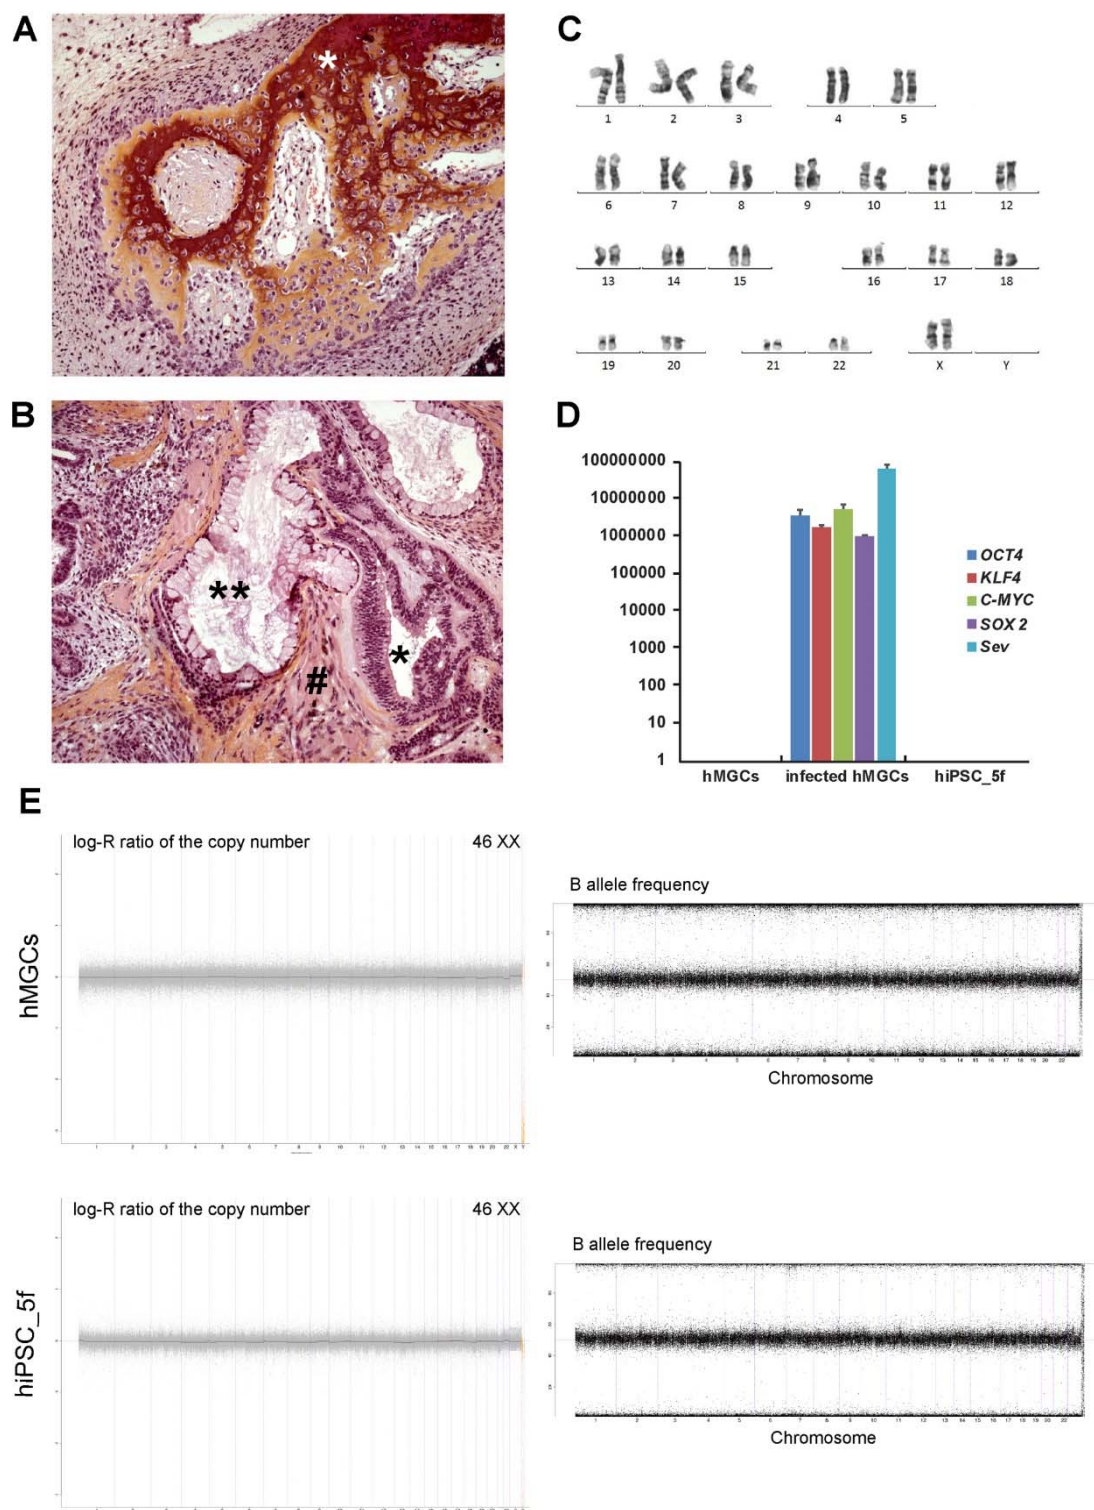 A
*
C
1 2 3 4 5
6 7 8 9 10 11 12
13 14 15 16 17 18
19 20 21 22 X Y
B
**
*
#
D
100000000
10000000
1000000
100000
10000
1000
100
10
1
hMGCs infected hMGCs hiPSC_5f
OCT4
KLF4
C-MYC
SOX 2
Sev
E
hMGCs
log-R ratio of the copy number 46 XX
B allele frequency
Chromosome
hiPSC_5f
log-R ratio of the copy number 46 XX
B allele frequency
Chromosome